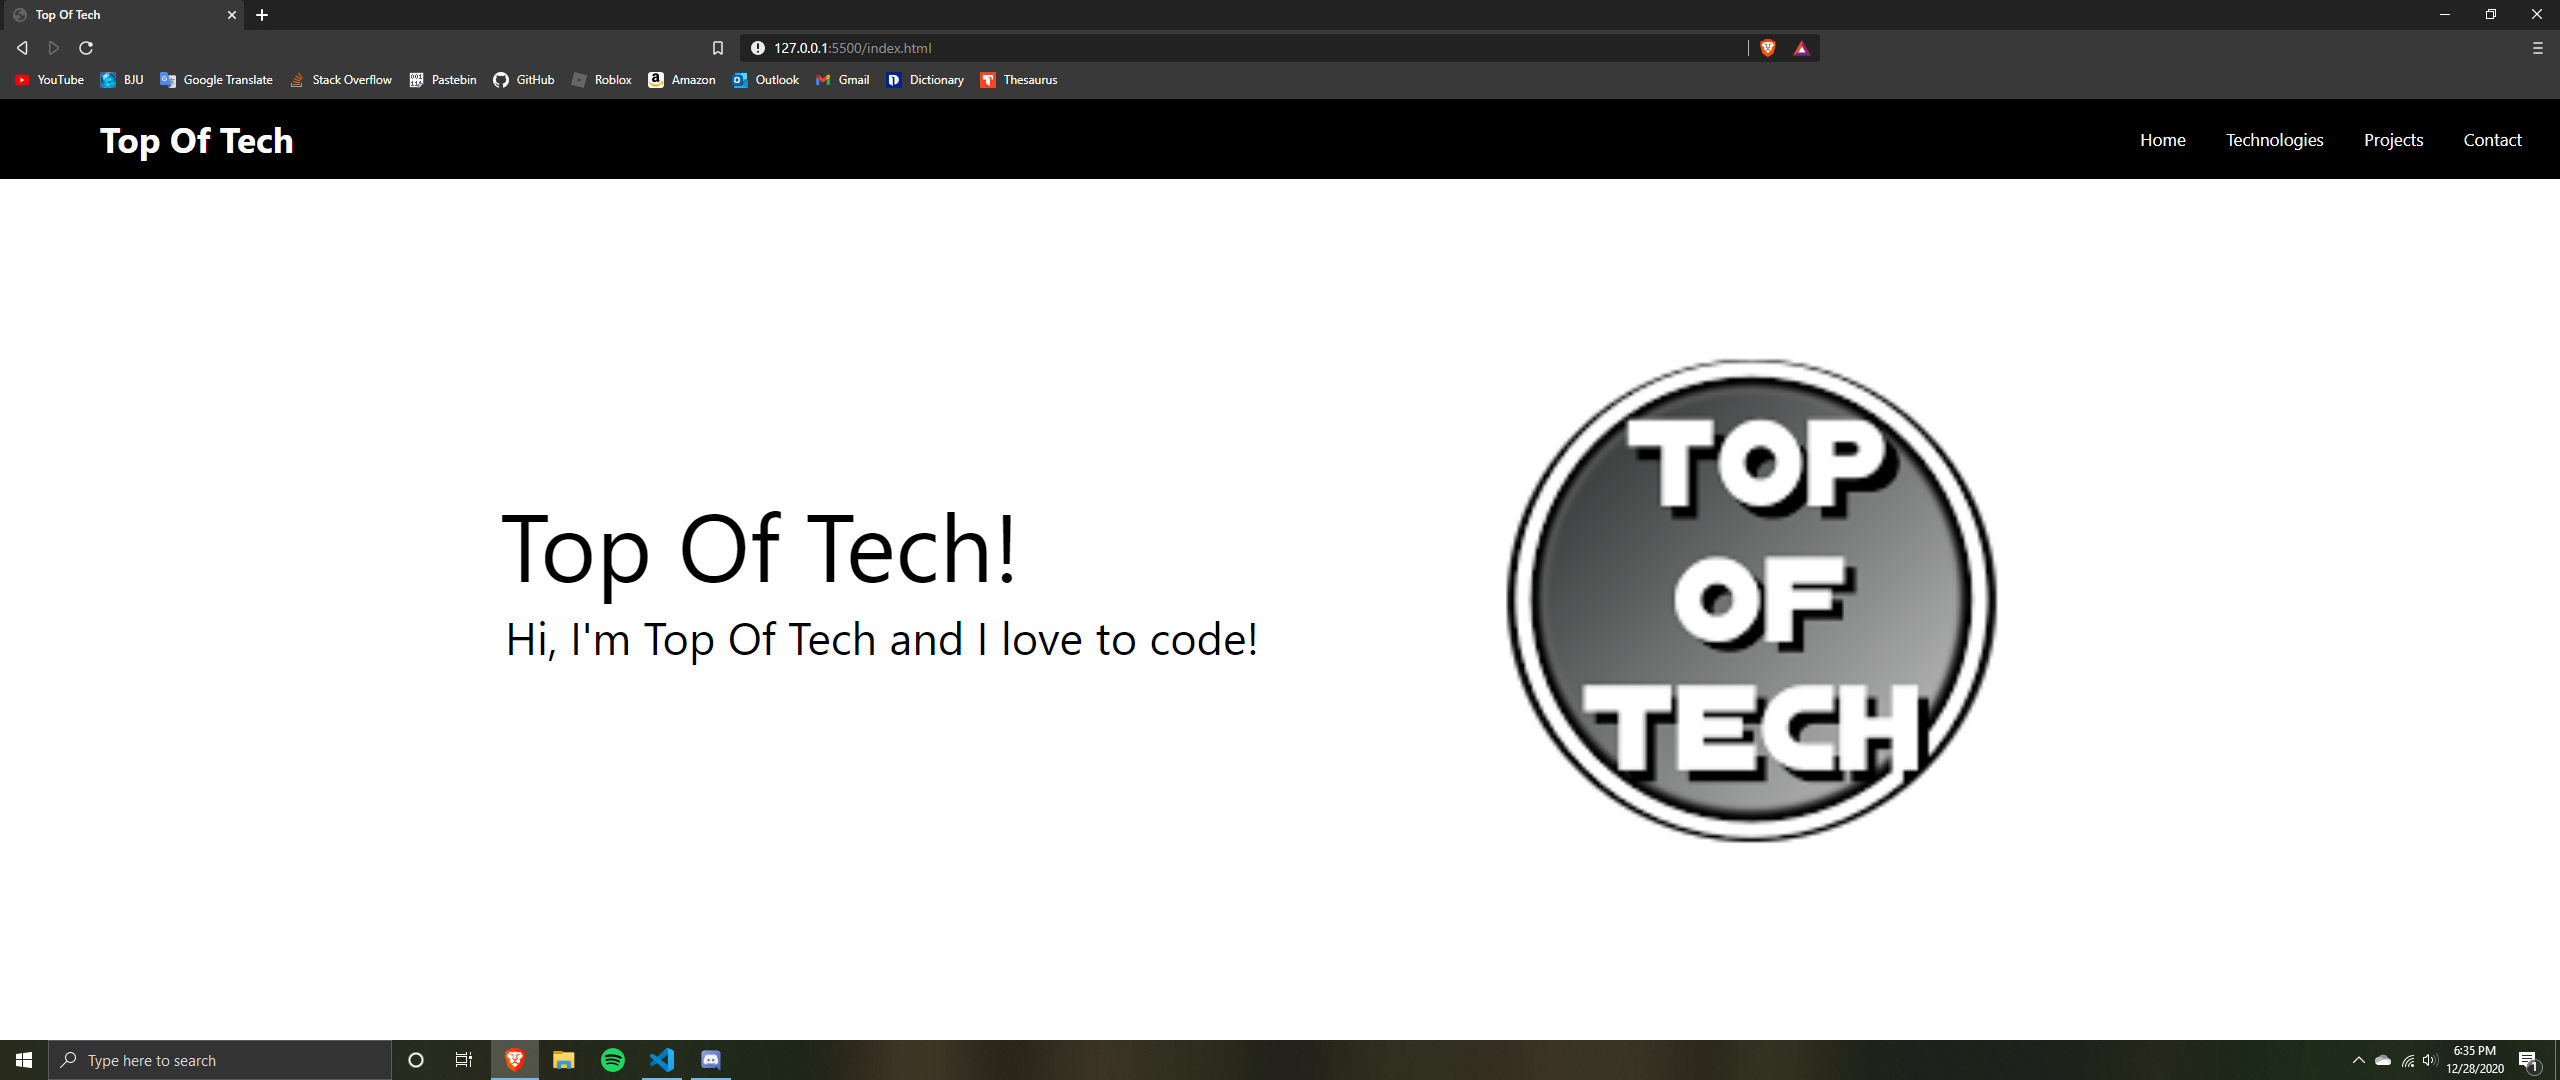 Top Of Tech
127.0.0.1:5500/index.html
YouTube BJU Google Translate Stack Overflow Pastebin GitHub Roblox Amazon Outlook Gmail Dictionary Thesaurus
Top Of Tech Home Technologies Projects Contact
Top Of Tech!
Hi, I'm Top Of Tech and I love to code!
TOP
OF
TECH
Type here to search
6:35 PM
12/28/2020
1